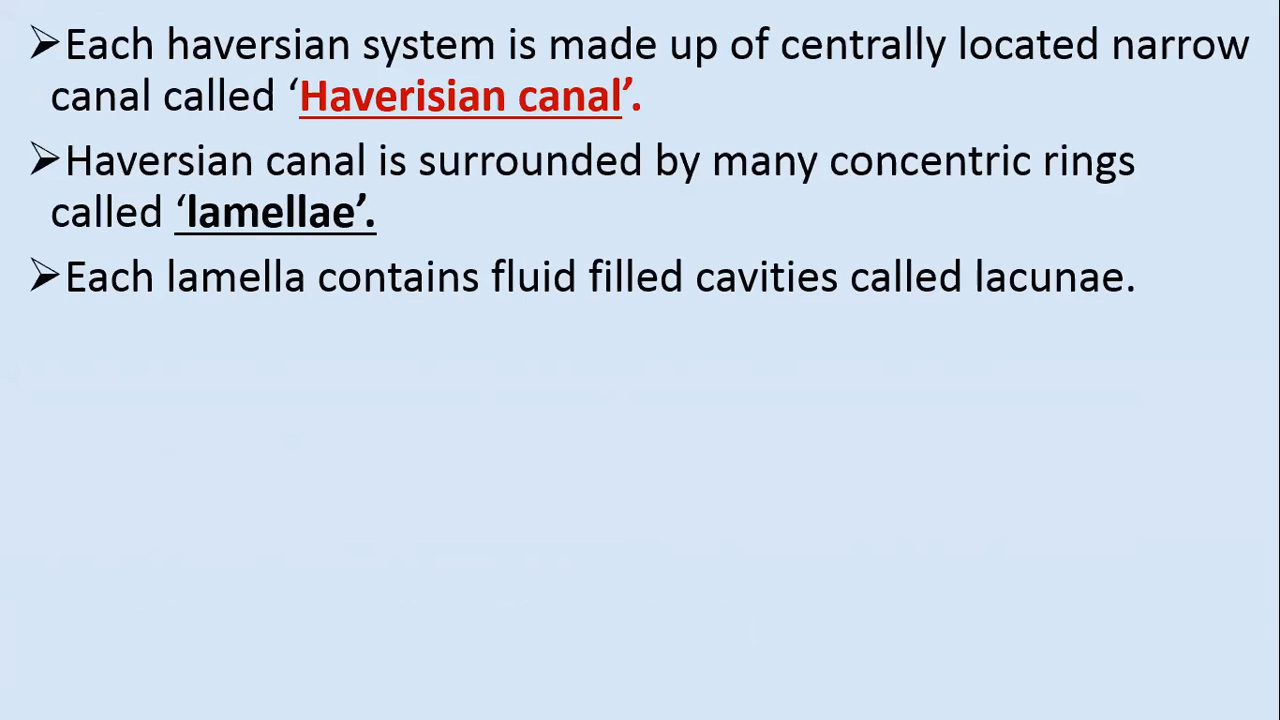 ➢Each haversian system is made up of centrally located narrow
canal called ‘Haverisian canal’.
➢Haversian canal is surrounded by many concentric rings
called ‘lamellae’.
➢Each lamella contains fluid filled cavities called lacunae.